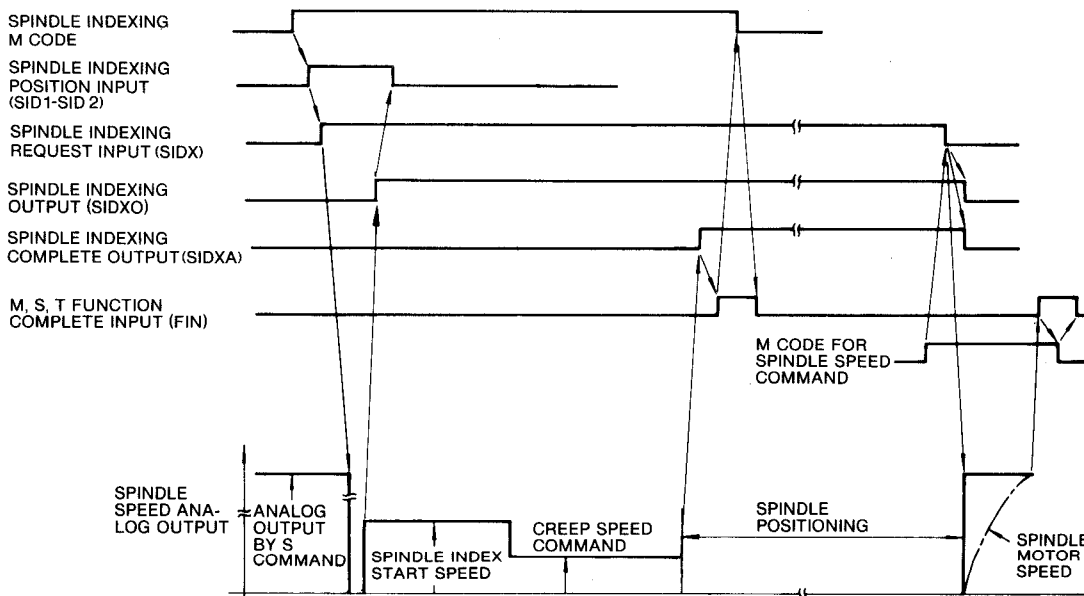 SPINDLE INDEXING
M CODE
SPINDLE INDEXING
POSITION INPUT
(SID1-SID 2)
SPINDLE INDEXING
REQUEST INPUT (SIDX)
SPINDLE INDEXING
OUTPUT (SIDXO)
SPINDLE INDEXING
COMPLETE OUTPUT (SIDXA)
M, S, T FUNCTION
COMPLETE INPUT (FIN)
M CODE FOR
SPINDLE SPEED
COMMAND
SPINDLE
SPEED ANA-
LOG OUTPUT
ANALOG
OUTPUT
BY S
COMMAND
SPINDLE INDEX
START SPEED
CREEP SPEED
COMMAND
SPINDLE
POSITIONING
SPINDLE
MOTOR
SPEED